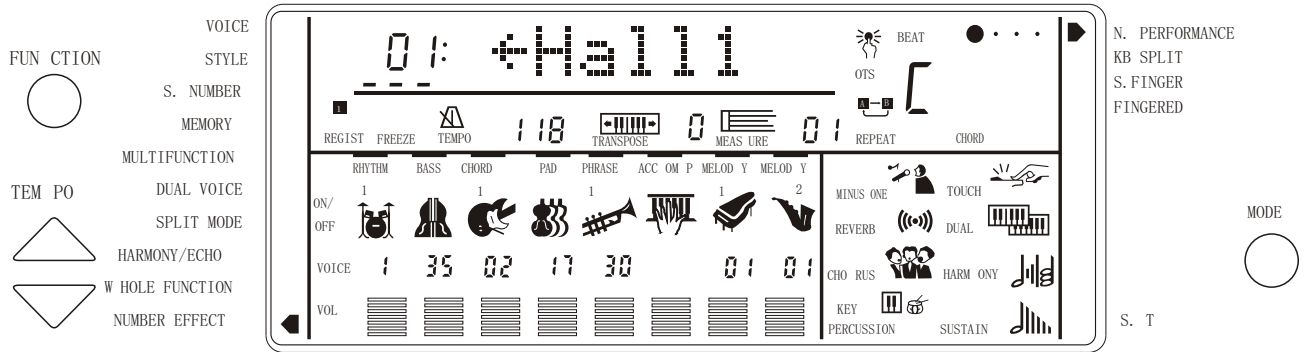 FUN CTION
TEM PO
VOICE
STYLE
S. NUMBER
MEMORY
MULTIFUNCTION
DUAL VOICE
SPLIT MODE
HARMONY/ECHO
W HOLE FUNCTION
NUMBER EFFECT
01: ←Hall1
1
REGIST FREEZE TEMPO 118 TRANSPOSE 0 MEAS URE 01
BEAT
OTS
A—B
REPEAT
C
CHORD
RHYTHM BASS CHORD PAD PHRASE ACC OM P MELOD Y MELOD Y
1 1 1 1 2
ON/
OFF
VOICE 1 35 02 17 30 01 01
VOL
MINUS ONE TOUCH
REVERB DUAL
CHO RUS HARM ONY
KEY
PERCUSSION SUSTAIN
N. PERFORMANCE
KB SPLIT
S.FINGER
FINGERED
S. T
MODE